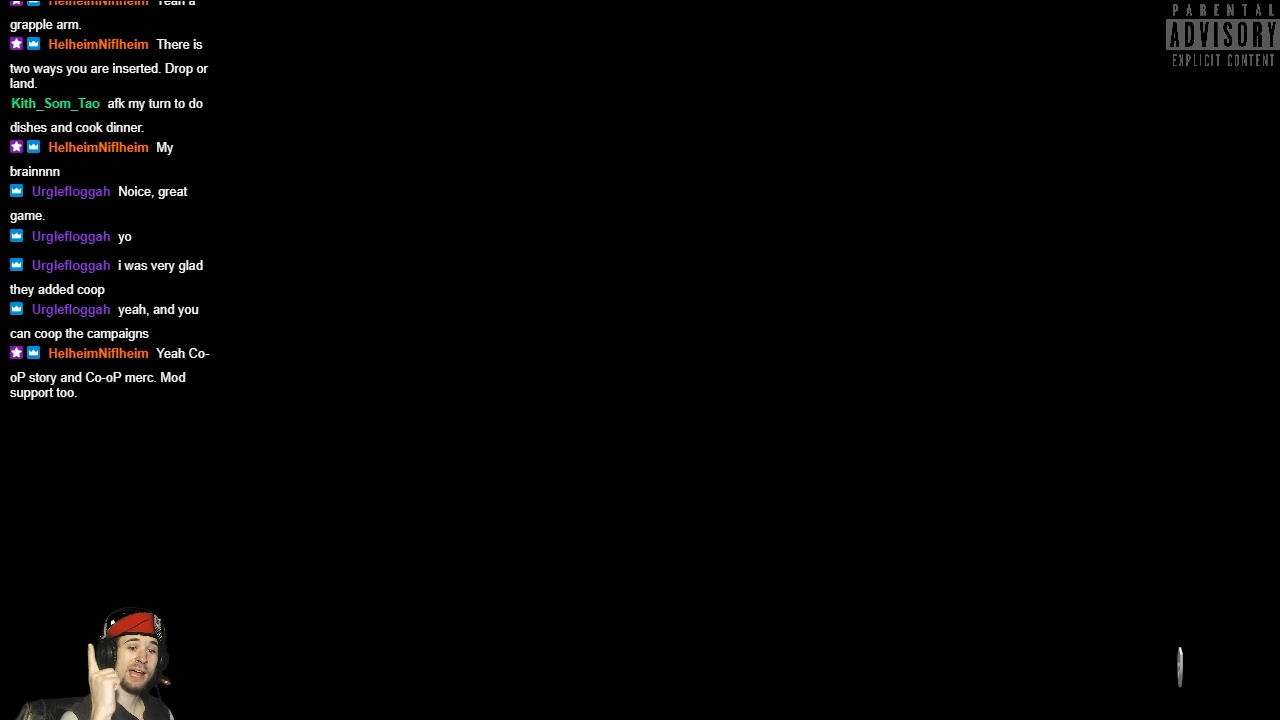 HelheimNiflheim Yeah a
grapple arm.
HelheimNiflheim There is
two ways you are inserted. Drop or
land.
Kith_Som_Tao afk my turn to do
dishes and cook dinner.
HelheimNiflheim My
brainnnn
Urglefloggah Noice, great
game.
Urglefloggah yo
Urglefloggah i was very glad
they added coop
Urglefloggah yeah, and you
can coop the campaigns
HelheimNiflheim Yeah Co-
oP story and Co-oP merc. Mod
support too.
PARENTAL
ADVISORY
EXPLICIT CONTENT